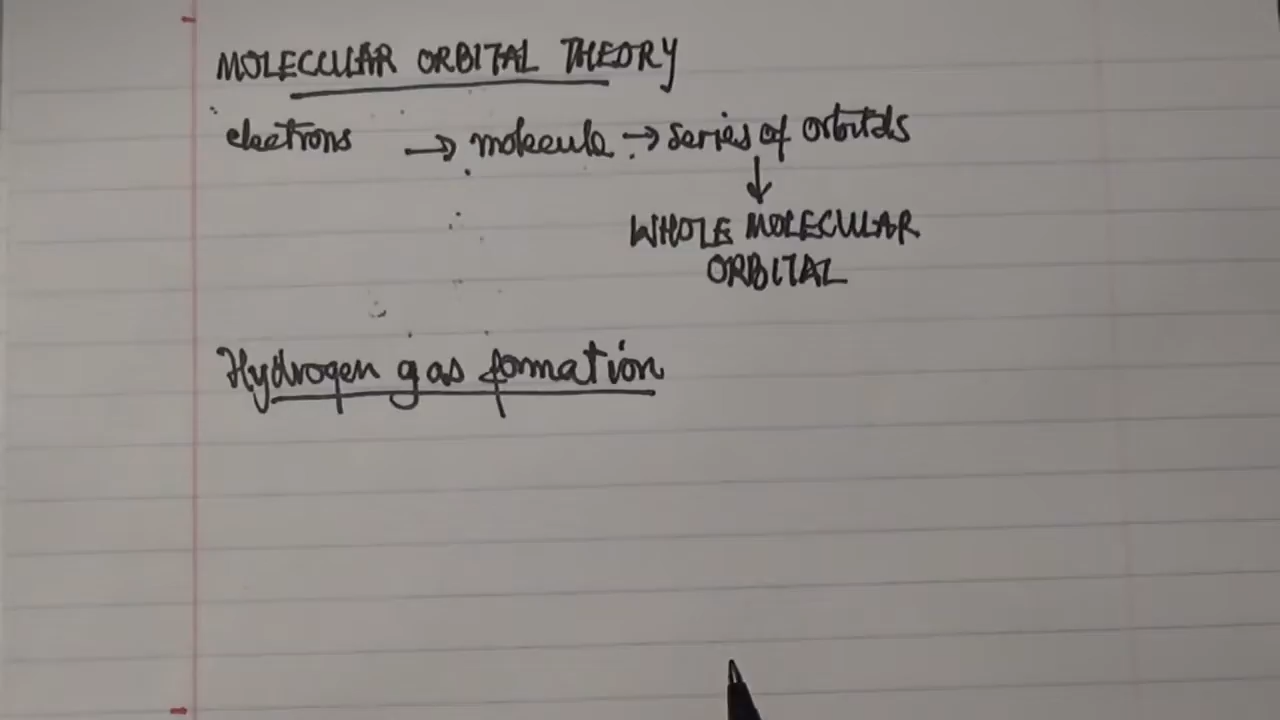 MOLECULAR ORBITAL THEORY
electrons → molecule → series of orbitals
↓
WHOLE MOLECULAR
ORBITAL
Hydrogen gas formation